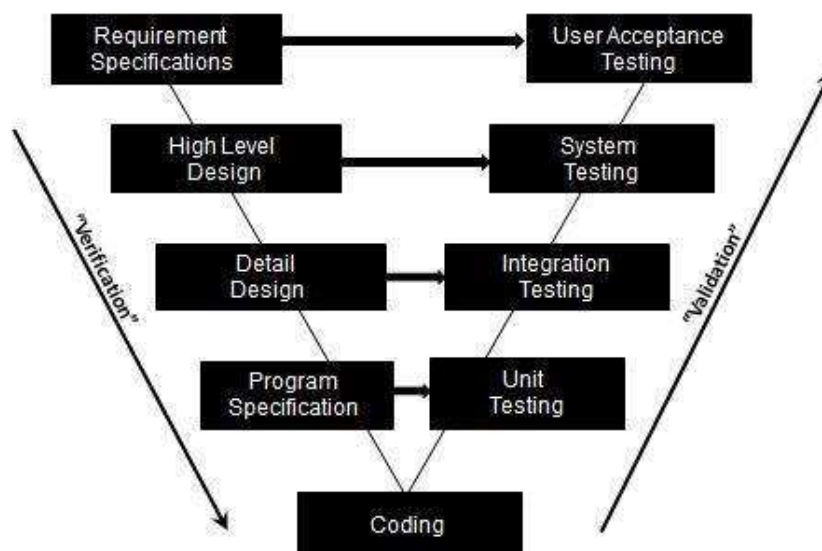 Requirement
Specifications
User Acceptance
Testing
High Level
Design
System
Testing
"Verification"
Detail
Design
Integration
Testing
"Validation"
Program
Specification
Unit
Testing
Coding